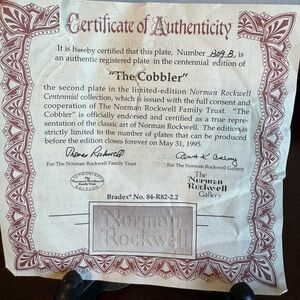 Certificate of Authenticity
It is hereby certified that this plate, Number
is
an authentic registered plate in the centennial edition of
"The Cobbler"
the second plate in the limited-edition Norman Rockwell
Centennial collection, which is issued with the full consent and
cooperation of The Norman Rockwell Family Trust. "The
Cobbler" is officially endorsed and certified as a true repre-
sentation of the classic art of Norman Rockwell. The edition is
strictly limited to the number of plates that can be produced
before the edition closes forever on May 31, 1995.
Thomas Rockwell
For The Norman Rockwell Family Trust
For The Norman Rockwell Gallery
The
Norman
Rockwell
Gallery
Bradex® No. 84-R82-2.2
Norman
Rockwell